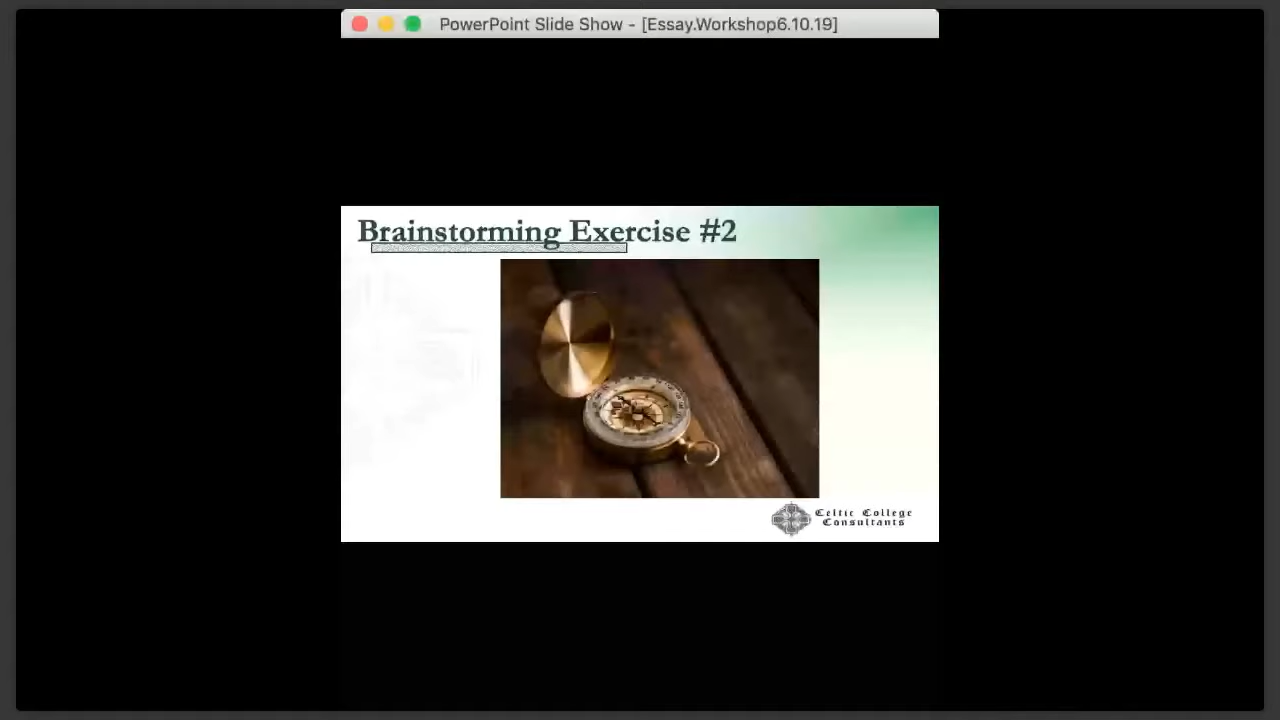 PowerPoint Slide Show - [Essay.Workshop6.10.19]
Brainstorming Exercise #2
Celtic College
Consultants